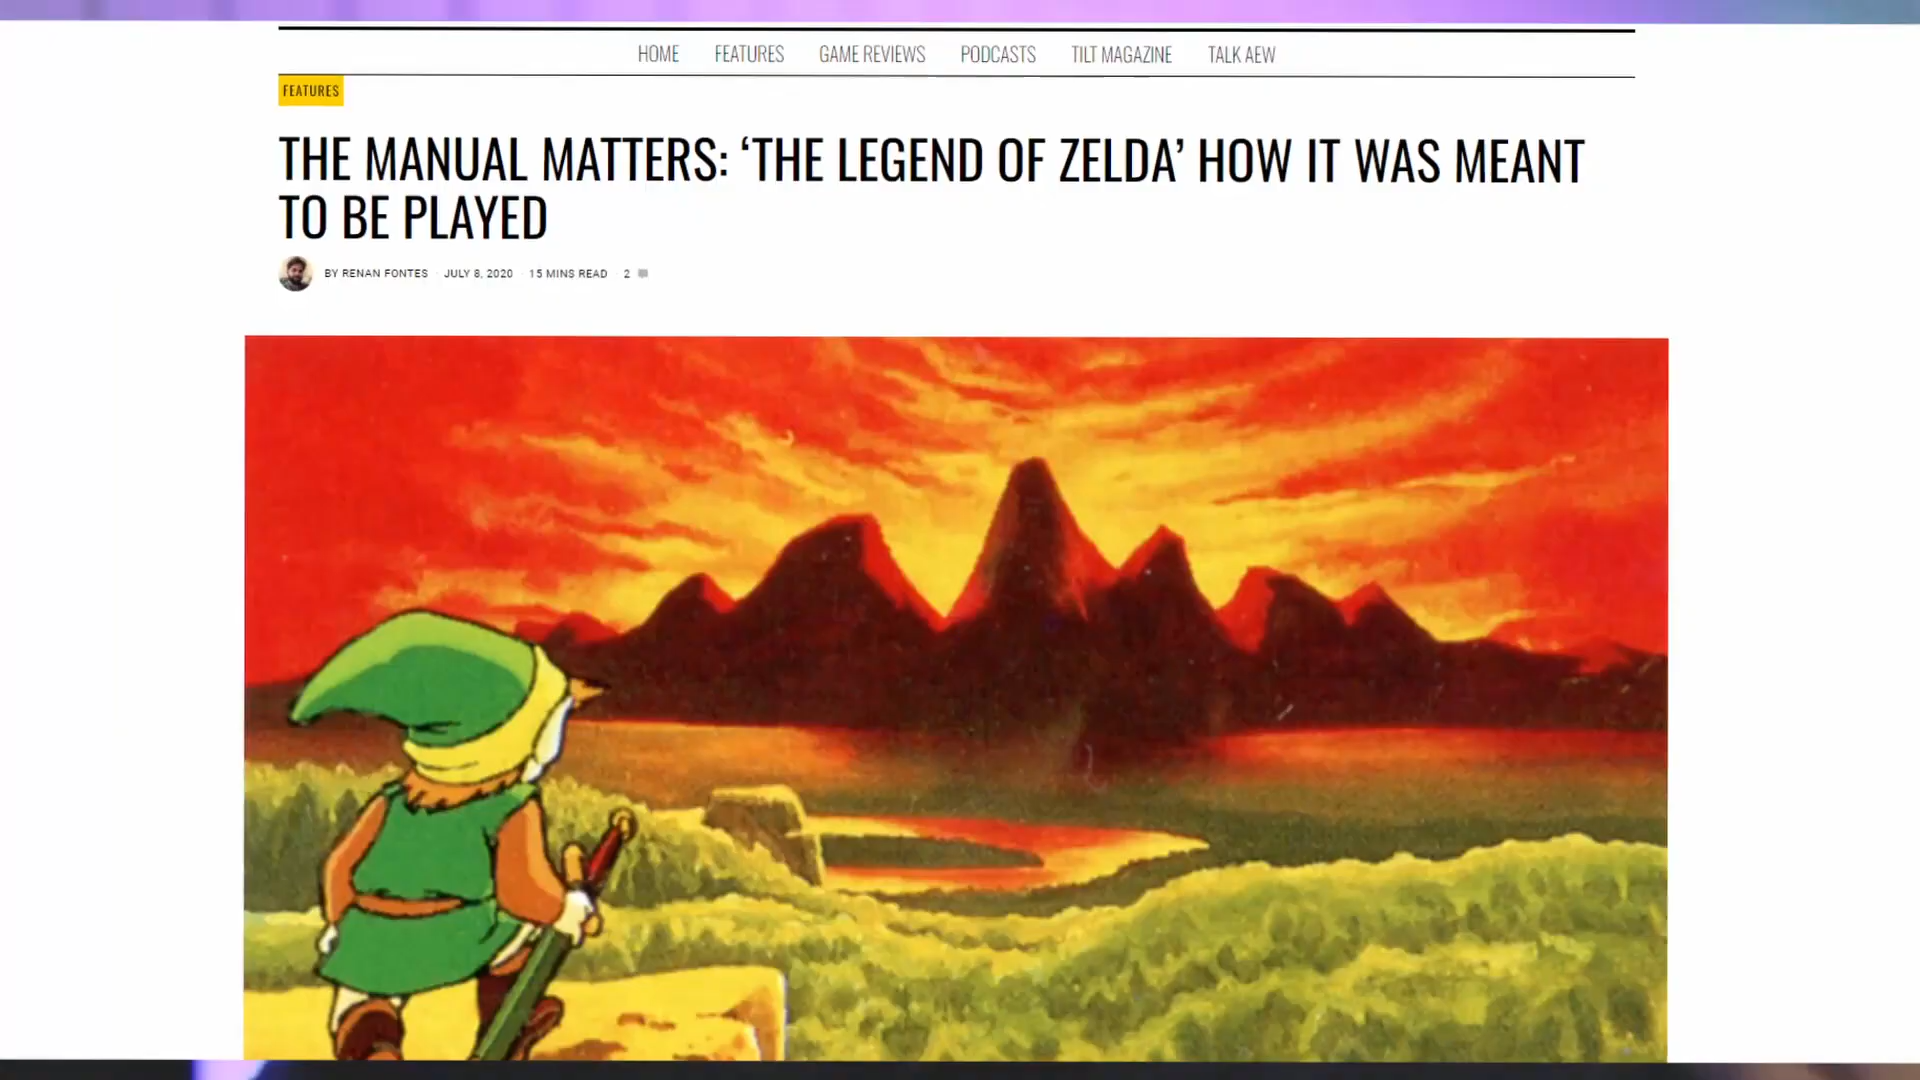 HOME FEATURES GAME REVIEWS PODCASTS TILT MAGAZINE TALK AEW
FEATURES
THE MANUAL MATTERS: ‘THE LEGEND OF ZELDA’ HOW IT WAS MEANT
TO BE PLAYED
BY RENAN FONTES · JULY 8, 2020 · 15 MINS READ · 2